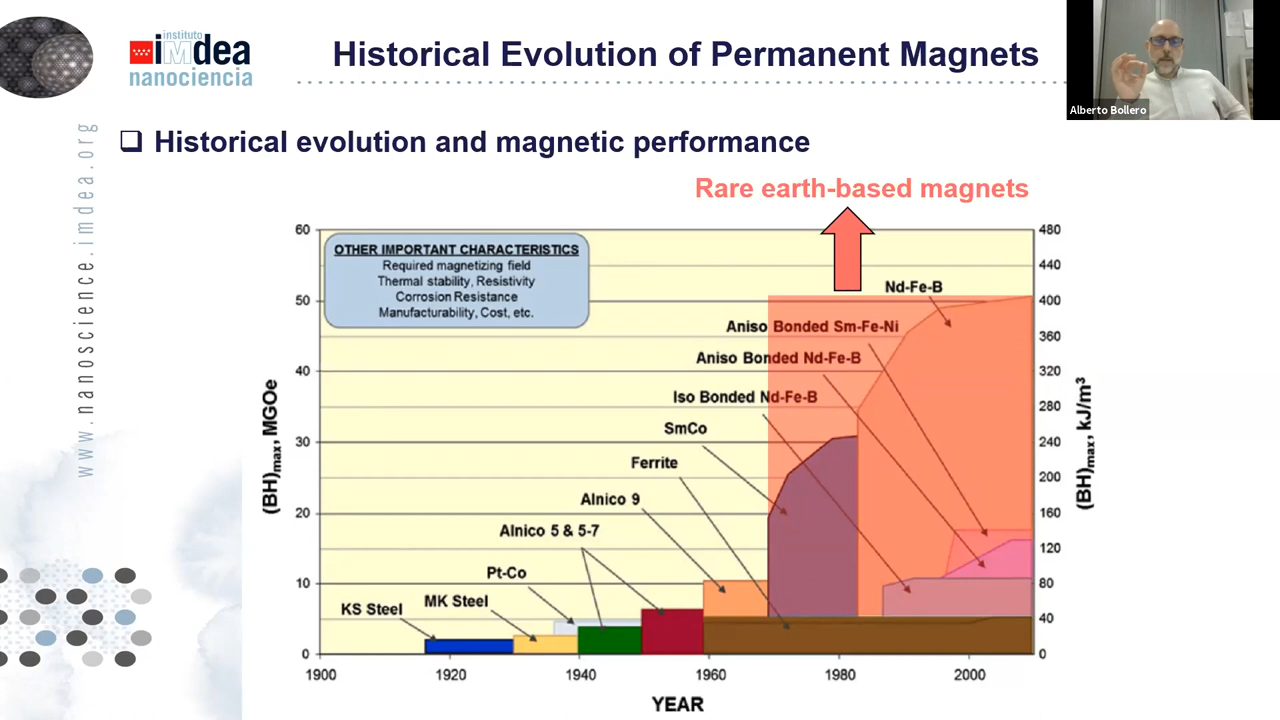 instituto
imdea
nanociencia
Historical Evolution of Permanent Magnets
Alberto Bollero
www.nanoscience.imdea.org
Historical evolution and magnetic performance
Rare earth-based magnets
OTHER IMPORTANT CHARACTERISTICS
Required magnetizing field
Thermal stability, Resistivity
Corrosion Resistance
Manufacturability, Cost, etc.
Nd-Fe-B
Aniso Bonded Sm-Fe-Ni
Aniso Bonded Nd-Fe-B
Iso Bonded Nd-Fe-B
SmCo
Ferrite
Alnico 9
Alnico 5 & 5-7
Pt-Co
MK Steel
KS Steel
(BH)max, MGOe
60
50
40
30
20
10
0
480
440
400
360
320
280
240
200
160
120
80
40
0
(BH)max, kJ/m³
1900 1920 1940 1960 1980 2000
YEAR